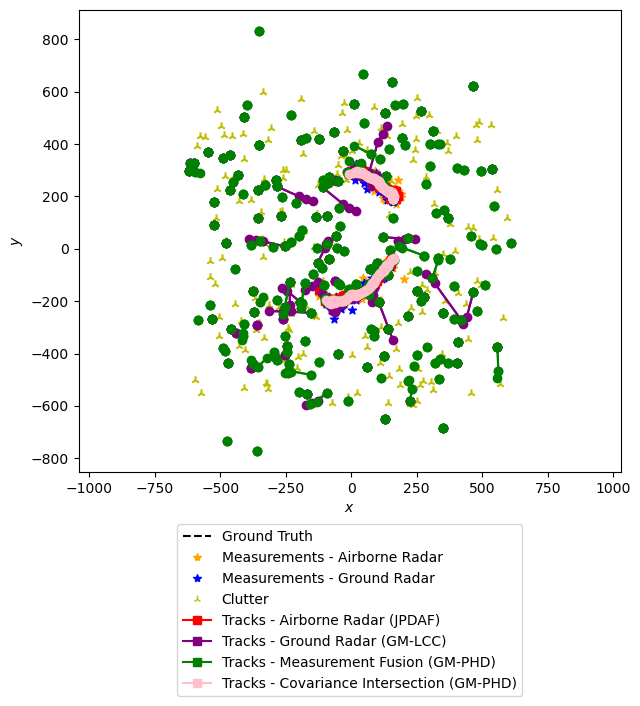 800
600
400
200
0
−200
−400
−600
−800
y
−1000
−750
−500
−250
0
250
500
750
1000
x
Ground Truth
Measurements - Airborne Radar
Measurements - Ground Radar
Clutter
Tracks - Airborne Radar (JPDAF)
Tracks - Ground Radar (GM-LCC)
Tracks - Measurement Fusion (GM-PHD)
Tracks - Covariance Intersection (GM-PHD)